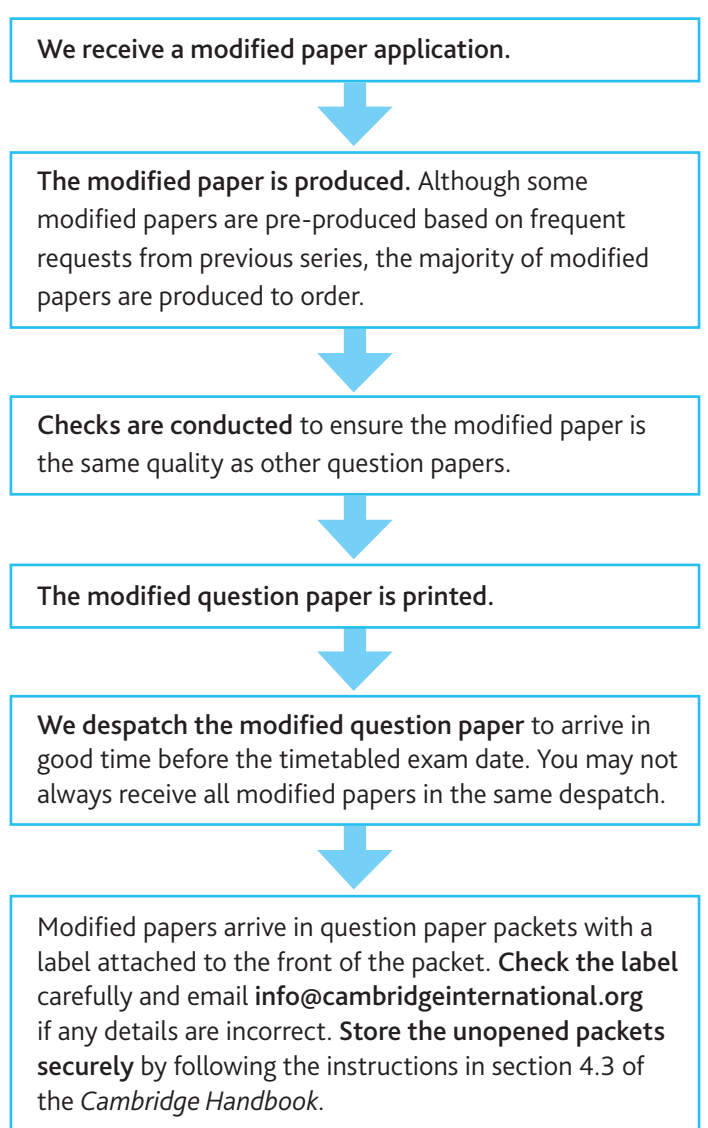 We receive a modified paper application.
The modified paper is produced. Although some
modified papers are pre-produced based on frequent
requests from previous series, the majority of modified
papers are produced to order.
Checks are conducted to ensure the modified paper is
the same quality as other question papers.
The modified question paper is printed.
We despatch the modified question paper to arrive in
good time before the timetabled exam date. You may not
always receive all modified papers in the same despatch.
Modified papers arrive in question paper packets with a
label attached to the front of the packet. Check the label
carefully and email info@cambridgeinternational.org
if any details are incorrect. Store the unopened packets
securely by following the instructions in section 4.3 of
the Cambridge Handbook.